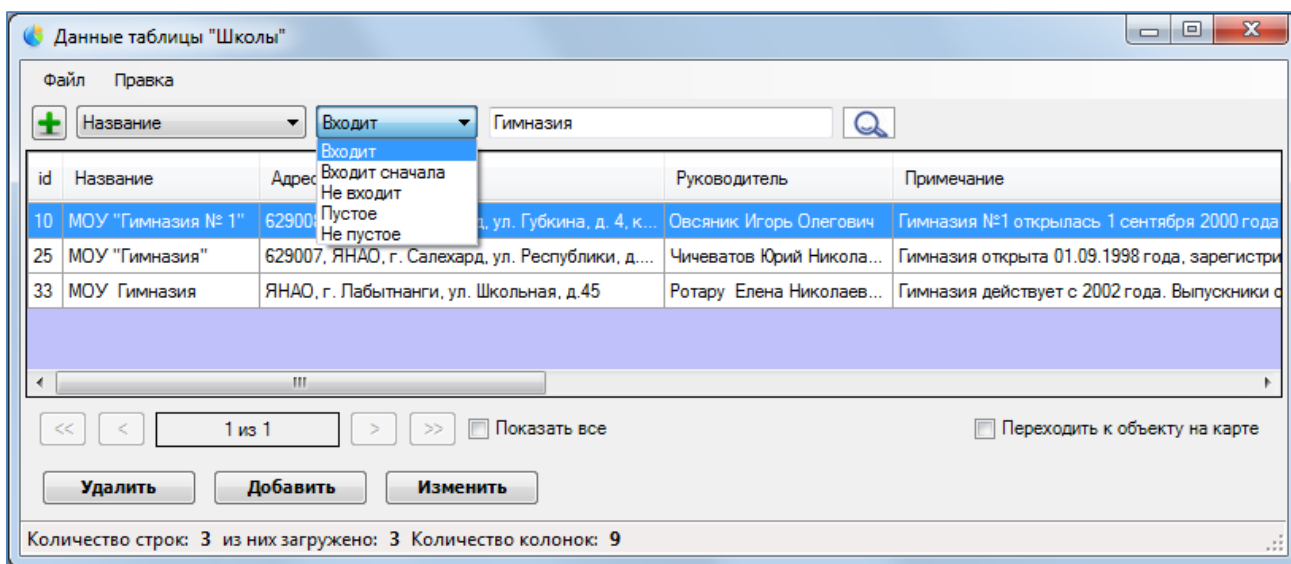 Данные таблицы "Школы"
Файл Правка
Название Входит Гимназия
Входит
Входит сначала
Не входит
Пустое
Не пустое
id Название Адрес Руководитель Примечание
10 МОУ "Гимназия № 1" 62900 ул. Губкина, д. 4, к... Овсяник Игорь Олегович Гимназия №1 открылась 1 сентября 2000 года
25 МОУ "Гимназия" 629007, ЯНАО, г. Салехард, ул. Республики, д.... Чичеватов Юрий Никола... Гимназия открыта 01.09.1998 года, зарегистри
33 МОУ Гимназия ЯНАО, г. Лабытнанги, ул. Школьная, д.45 Ротару Елена Николаев... Гимназия действует с 2002 года. Выпускники
<< < 1 из 1 > >> Показать все Переходить к объекту на карте
Удалить Добавить Изменить
Количество строк: 3 из них загружено: 3 Количество колонок: 9